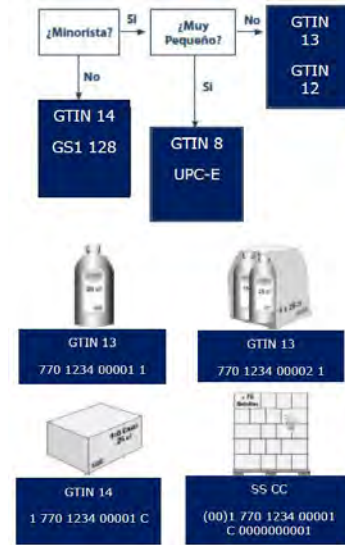 ¿Minorista?
Si
¿Muy
Pequeño?
No
GTIN
13
GTIN
12
No
Si
GTIN 14
GS1 128
GTIN 8
UPC-E
GTIN 13
770 1234 00001 1
GTIN 13
770 1234 00002 1
GTIN 14
1 770 1234 00001 C
SS CC
(00)1 770 1234 00001
C 0000000001